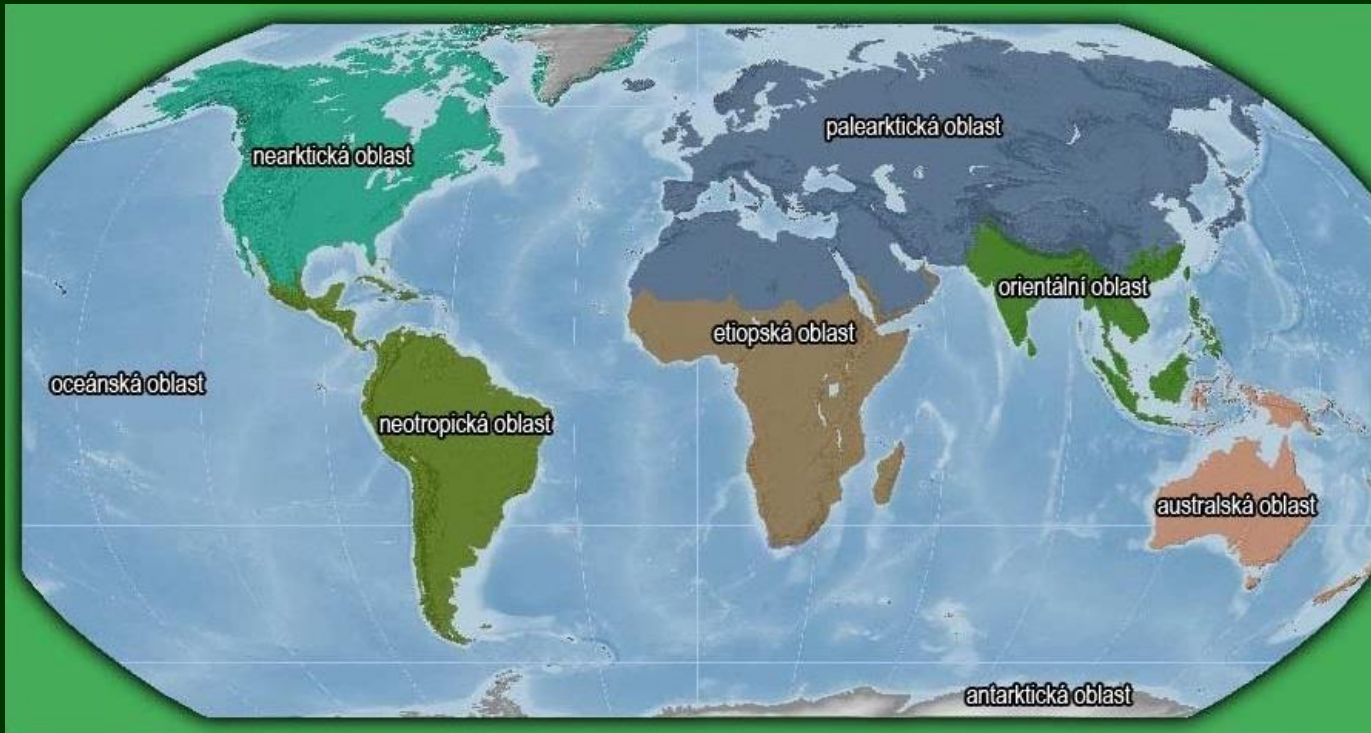 palearktická oblast
nearktická oblast
orientální oblast
etiopská oblast
oceánská oblast
neotropická oblast
australská oblast
antarktická oblast